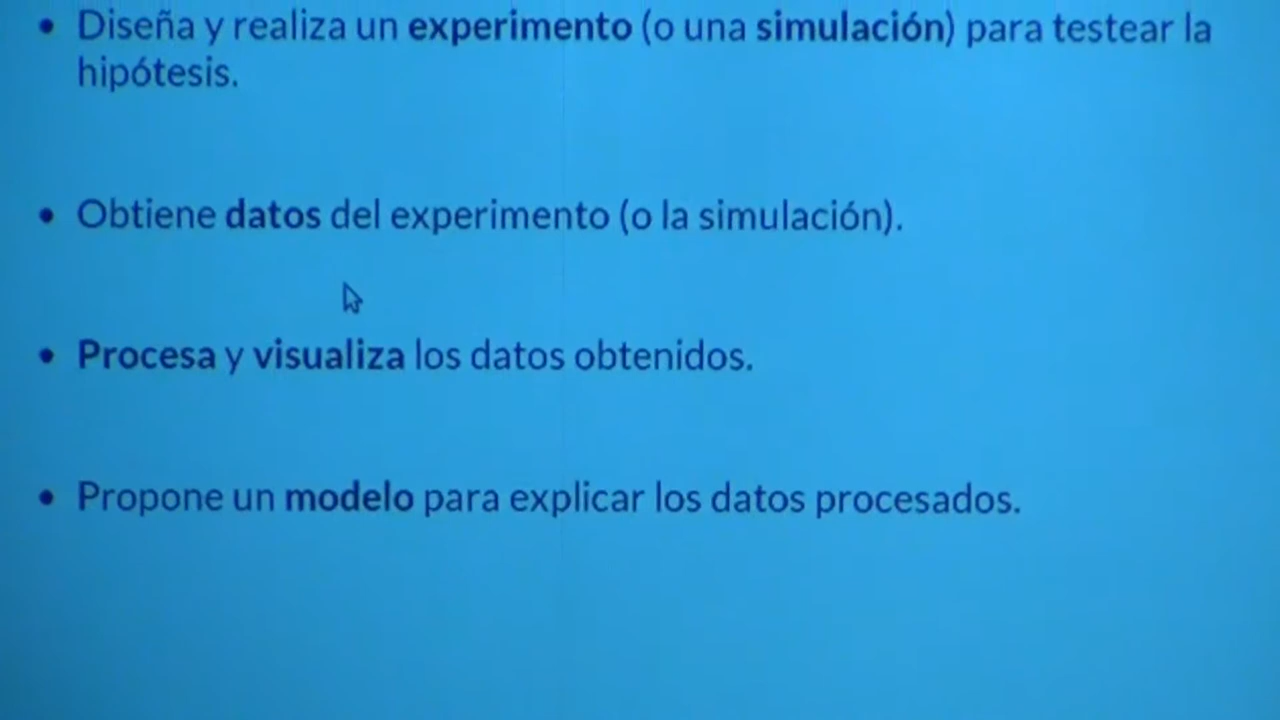 • Diseña y realiza un experimento (o una simulación) para testear la
hipótesis.
• Obtiene datos del experimento (o la simulación).
• Procesa y visualiza los datos obtenidos.
• Propone un modelo para explicar los datos procesados.